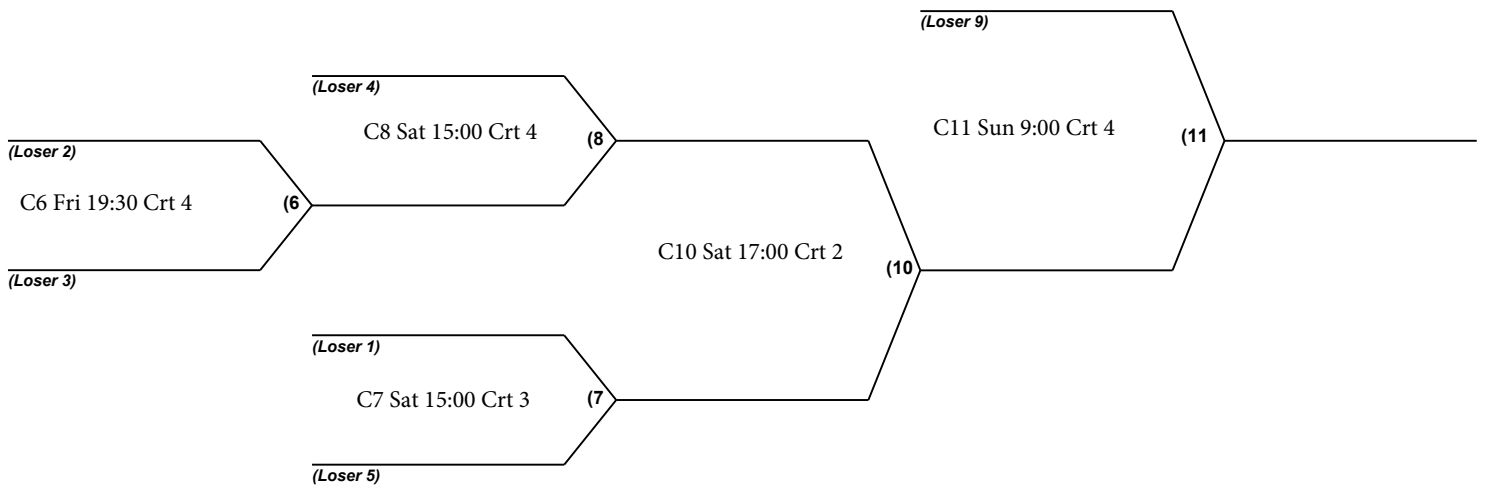 (Loser 9)
(Loser 4)
C8 Sat 15:00 Crt 4
(8
C11 Sun 9:00 Crt 4
(11
(Loser 2)
C6 Fri 19:30 Crt 4
(6
C10 Sat 17:00 Crt 2
(10
(Loser 3)
(Loser 1)
C7 Sat 15:00 Crt 3
(7
(Loser 5)